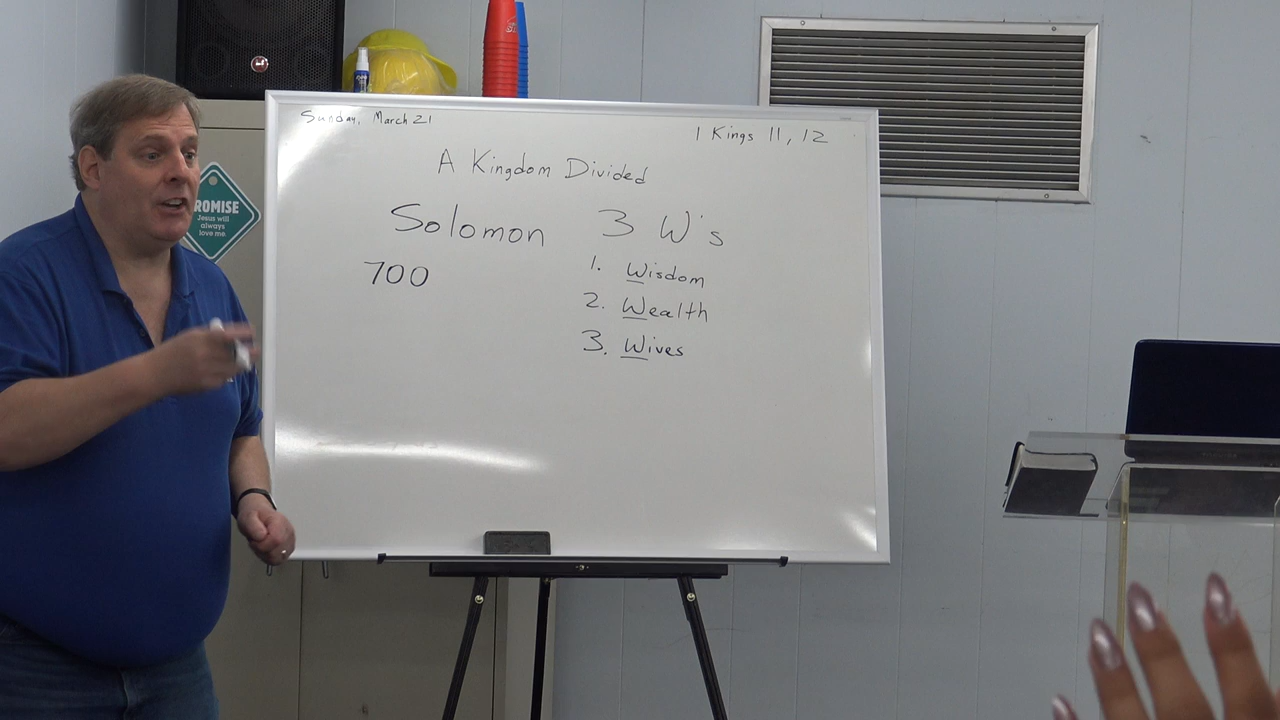 Sunday, March 21
1 Kings 11, 12
A Kingdom Divided
Solomon
700
3 W's
1. Wisdom
2. Wealth
3. Wives
ROMISE
Jesus will
always
love me.